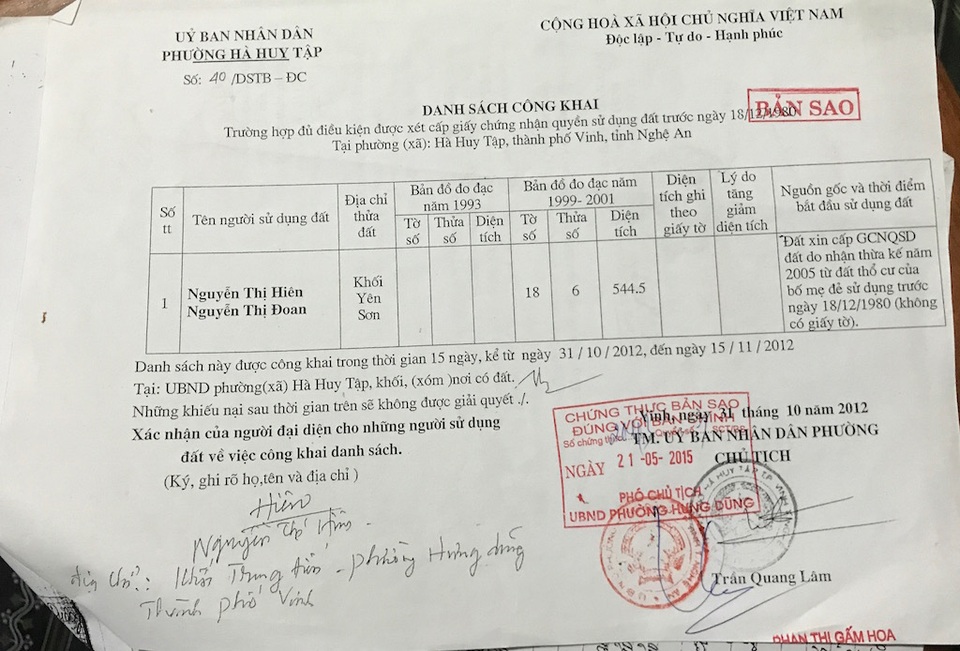 UỶ BAN NHÂN DÂN
PHƯỜNG HÀ HUY TẬP
Số: 40 /DSTB – ĐC
CỘNG HOÀ XÃ HỘI CHỦ NGHĨA VIỆT NAM
Độc lập - Tự do - Hạnh phúc
DANH SÁCH CÔNG KHAI
BẢN SAO
Trường hợp đủ điều kiện được xét cấp giấy chứng nhận quyền sử dụng đất trước ngày 18/12/1980
Tại phường (xã): Hà Huy Tập, thành phố Vinh, tỉnh Nghệ An
Số tt
Tên người sử dụng đất
Địa chỉ thửa đất
Bản đồ đo đạc năm 1993
Tờ số
Thửa số
Diện tích
Bản đồ đo đạc năm 1999- 2001
Tờ số
Thửa số
Diện tích
Diện tích ghi theo giấy tờ
Lý do tăng giảm diện tích
Nguồn gốc và thời điểm bắt đầu sử dụng đất
1
Nguyễn Thị Hiên
Nguyễn Thị Đoan
Khối Yên Sơn
18
6
544.5
Đất xin cấp GCNQSD
đất do nhận thừa kế năm
2005 từ đất thổ cư của
bố mẹ để sử dụng trước
ngày 18/12/1980 (không
có giấy tờ).
Danh sách này được công khai trong thời gian 15 ngày, kể từ ngày 31 / 10 / 2012, đến ngày 15 / 11 / 2012
Tại: UBND phường(xã) Hà Huy Tập, khối, (xóm )nơi có đất.
Những khiếu nại sau thời gian trên sẽ không được giải quyết ./.
Xác nhận của người đại diện cho những người sử dụng
đất về việc công khai danh sách.
(Ký, ghi rõ họ,tên và địa chỉ )
Hiên
Nguyễn Thị Hiên
địa chỉ: Khối Trung tiến - phường Hưng dũng
Thành phố Vinh
Vinh, ngày 31 tháng 10 năm 2012
TM. UỶ BAN NHÂN DÂN PHƯỜNG
CHỦ TỊCH
CHỨNG THỰC BẢN SAO
ĐÚNG VỚI BẢN CHÍNH
Số chứng thực
SCT/BS
NGÀY 21 -05- 2015
PHÓ CHỦ TỊCH
UBND PHƯỜNG HƯNG DŨNG
Trần Quang Lâm
PHAN THỊ GẤM HOA